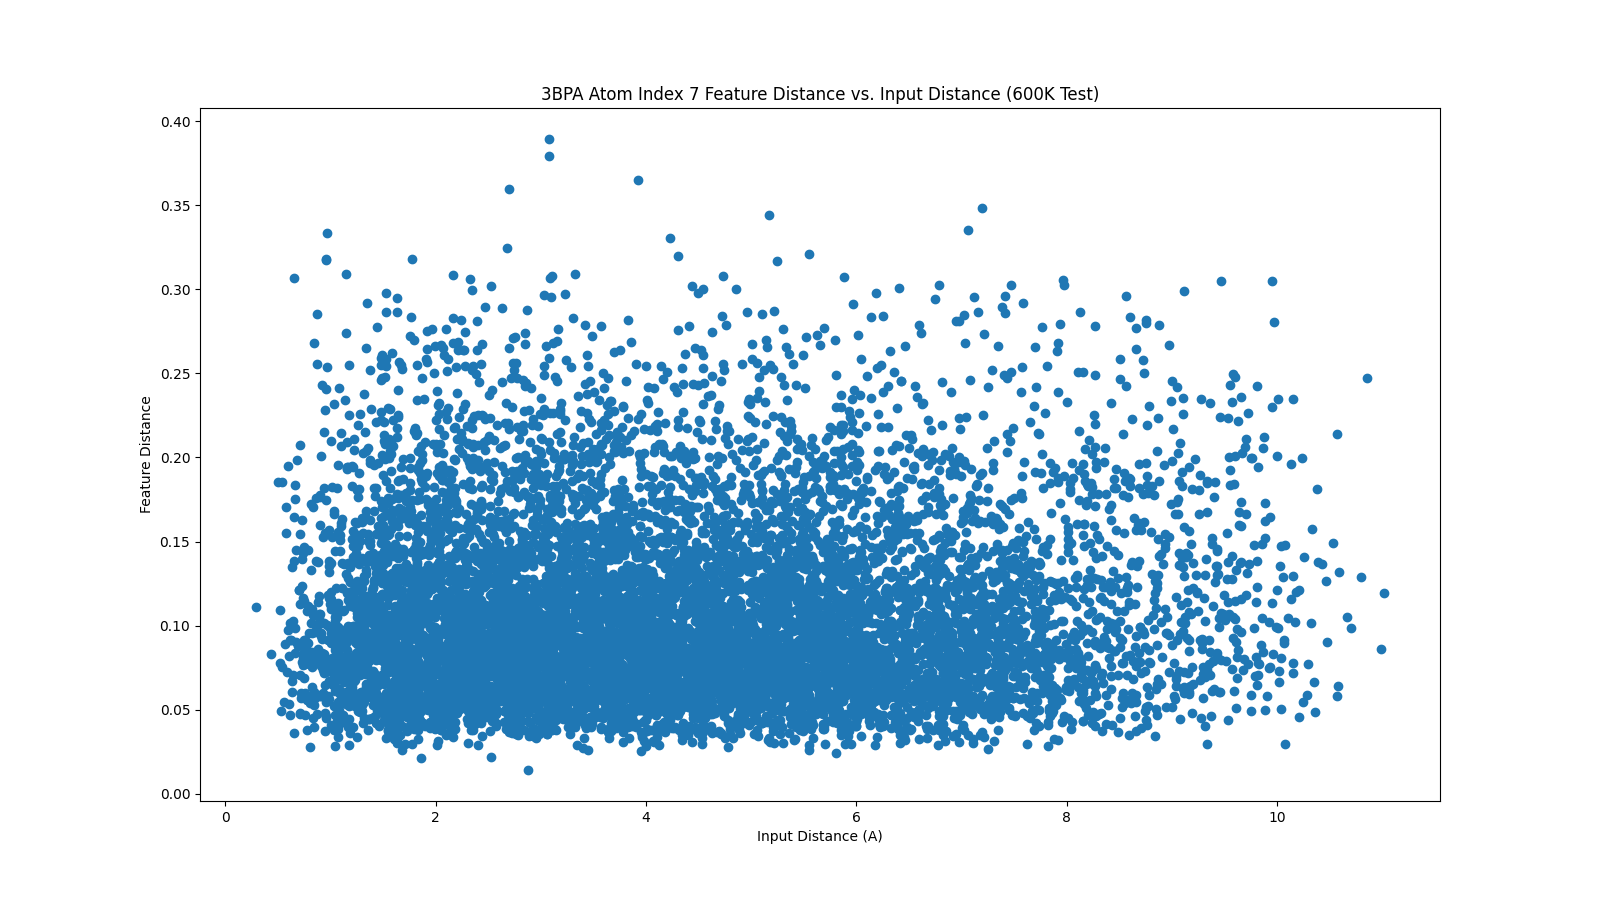 3BPA Atom Index 7 Feature Distance vs. Input Distance (600K Test)
0.40
0.35
0.30
0.25
0.20
0.15
0.10
0.05
0.00
Feature Distance
0 2 4 6 8 10
Input Distance (A)